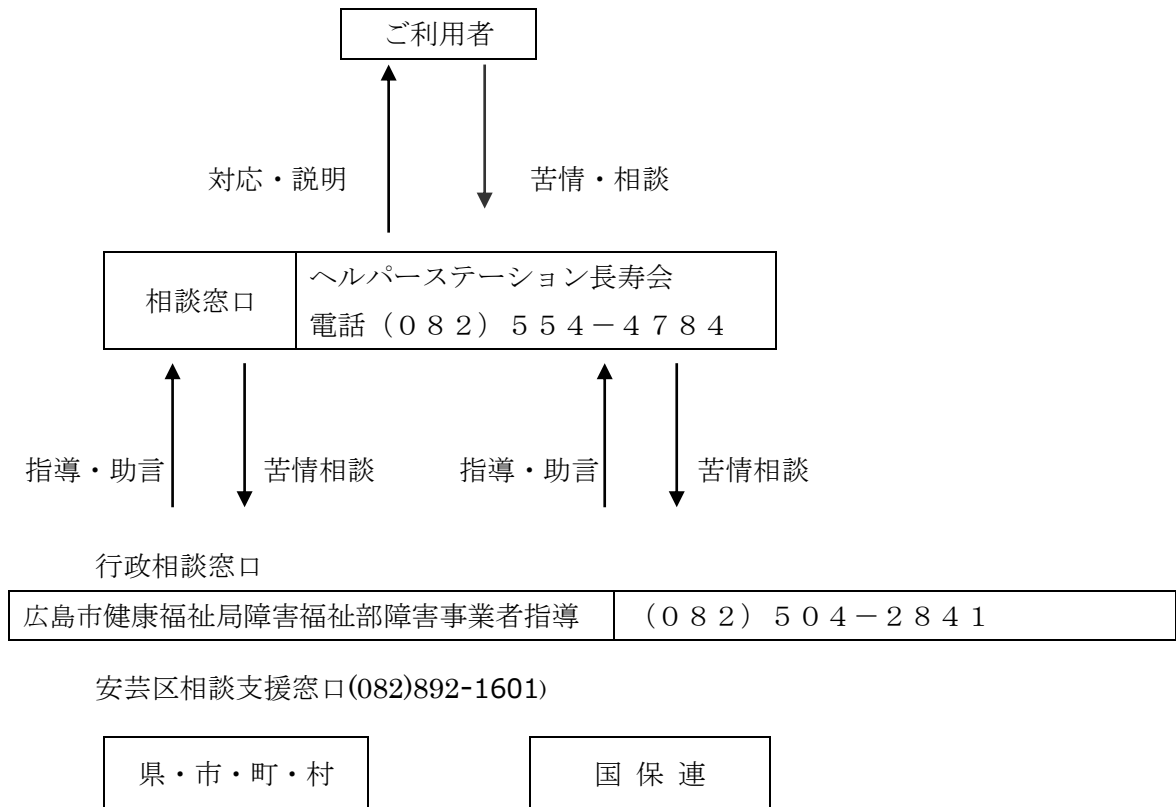 ご利用者
対応・説明　苦情・相談
相談窓口
ヘルパーステーション長寿会
電話（０８２）５５４－４７８４
指導・助言　苦情相談　指導・助言　苦情相談
行政相談窓口
広島市健康福祉局障害福祉部障害事業者指導　（０８２）５０４－２８４１
安芸区相談支援窓口(082)892-1601)
県・市・町・村　国 保 連